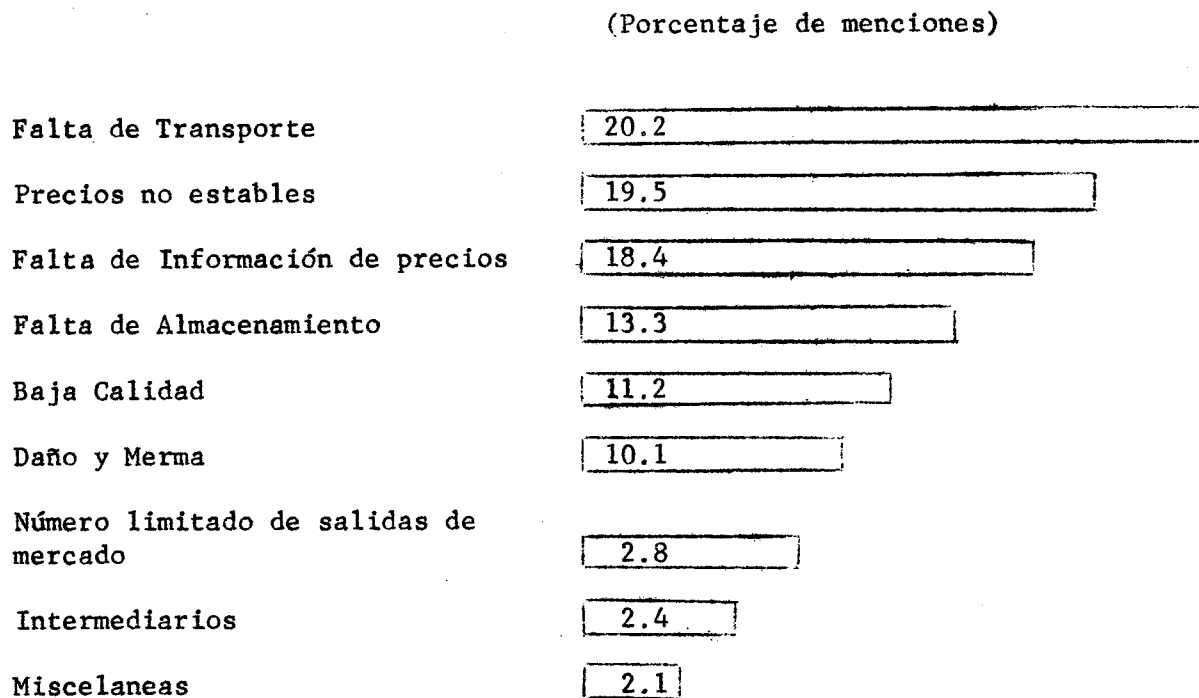 (Porcentaje de menciones)
Falta de Transporte 20.2
Precios no estables 19.5
Falta de Información de precios 18.4
Falta de Almacenamiento 13.3
Baja Calidad 11.2
Daño y Merma 10.1
Número limitado de salidas de
mercado 2.8
Intermediarios 2.4
Miscelaneas 2.1